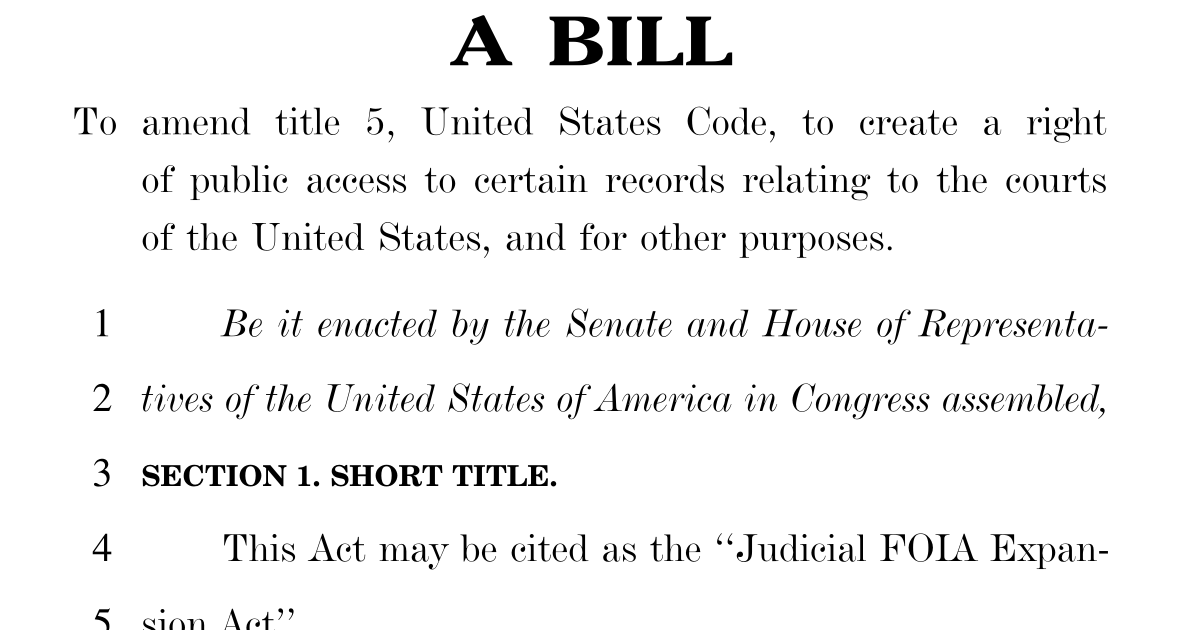 A BILL
To amend title 5, United States Code, to create a right
of public access to certain records relating to the courts
of the United States, and for other purposes.
1 Be it enacted by the Senate and House of Representa-
2 tives of the United States of America in Congress assembled,
3 SECTION 1. SHORT TITLE.
4 This Act may be cited as the ‘‘Judicial FOIA Expan-
5 sion Act’’